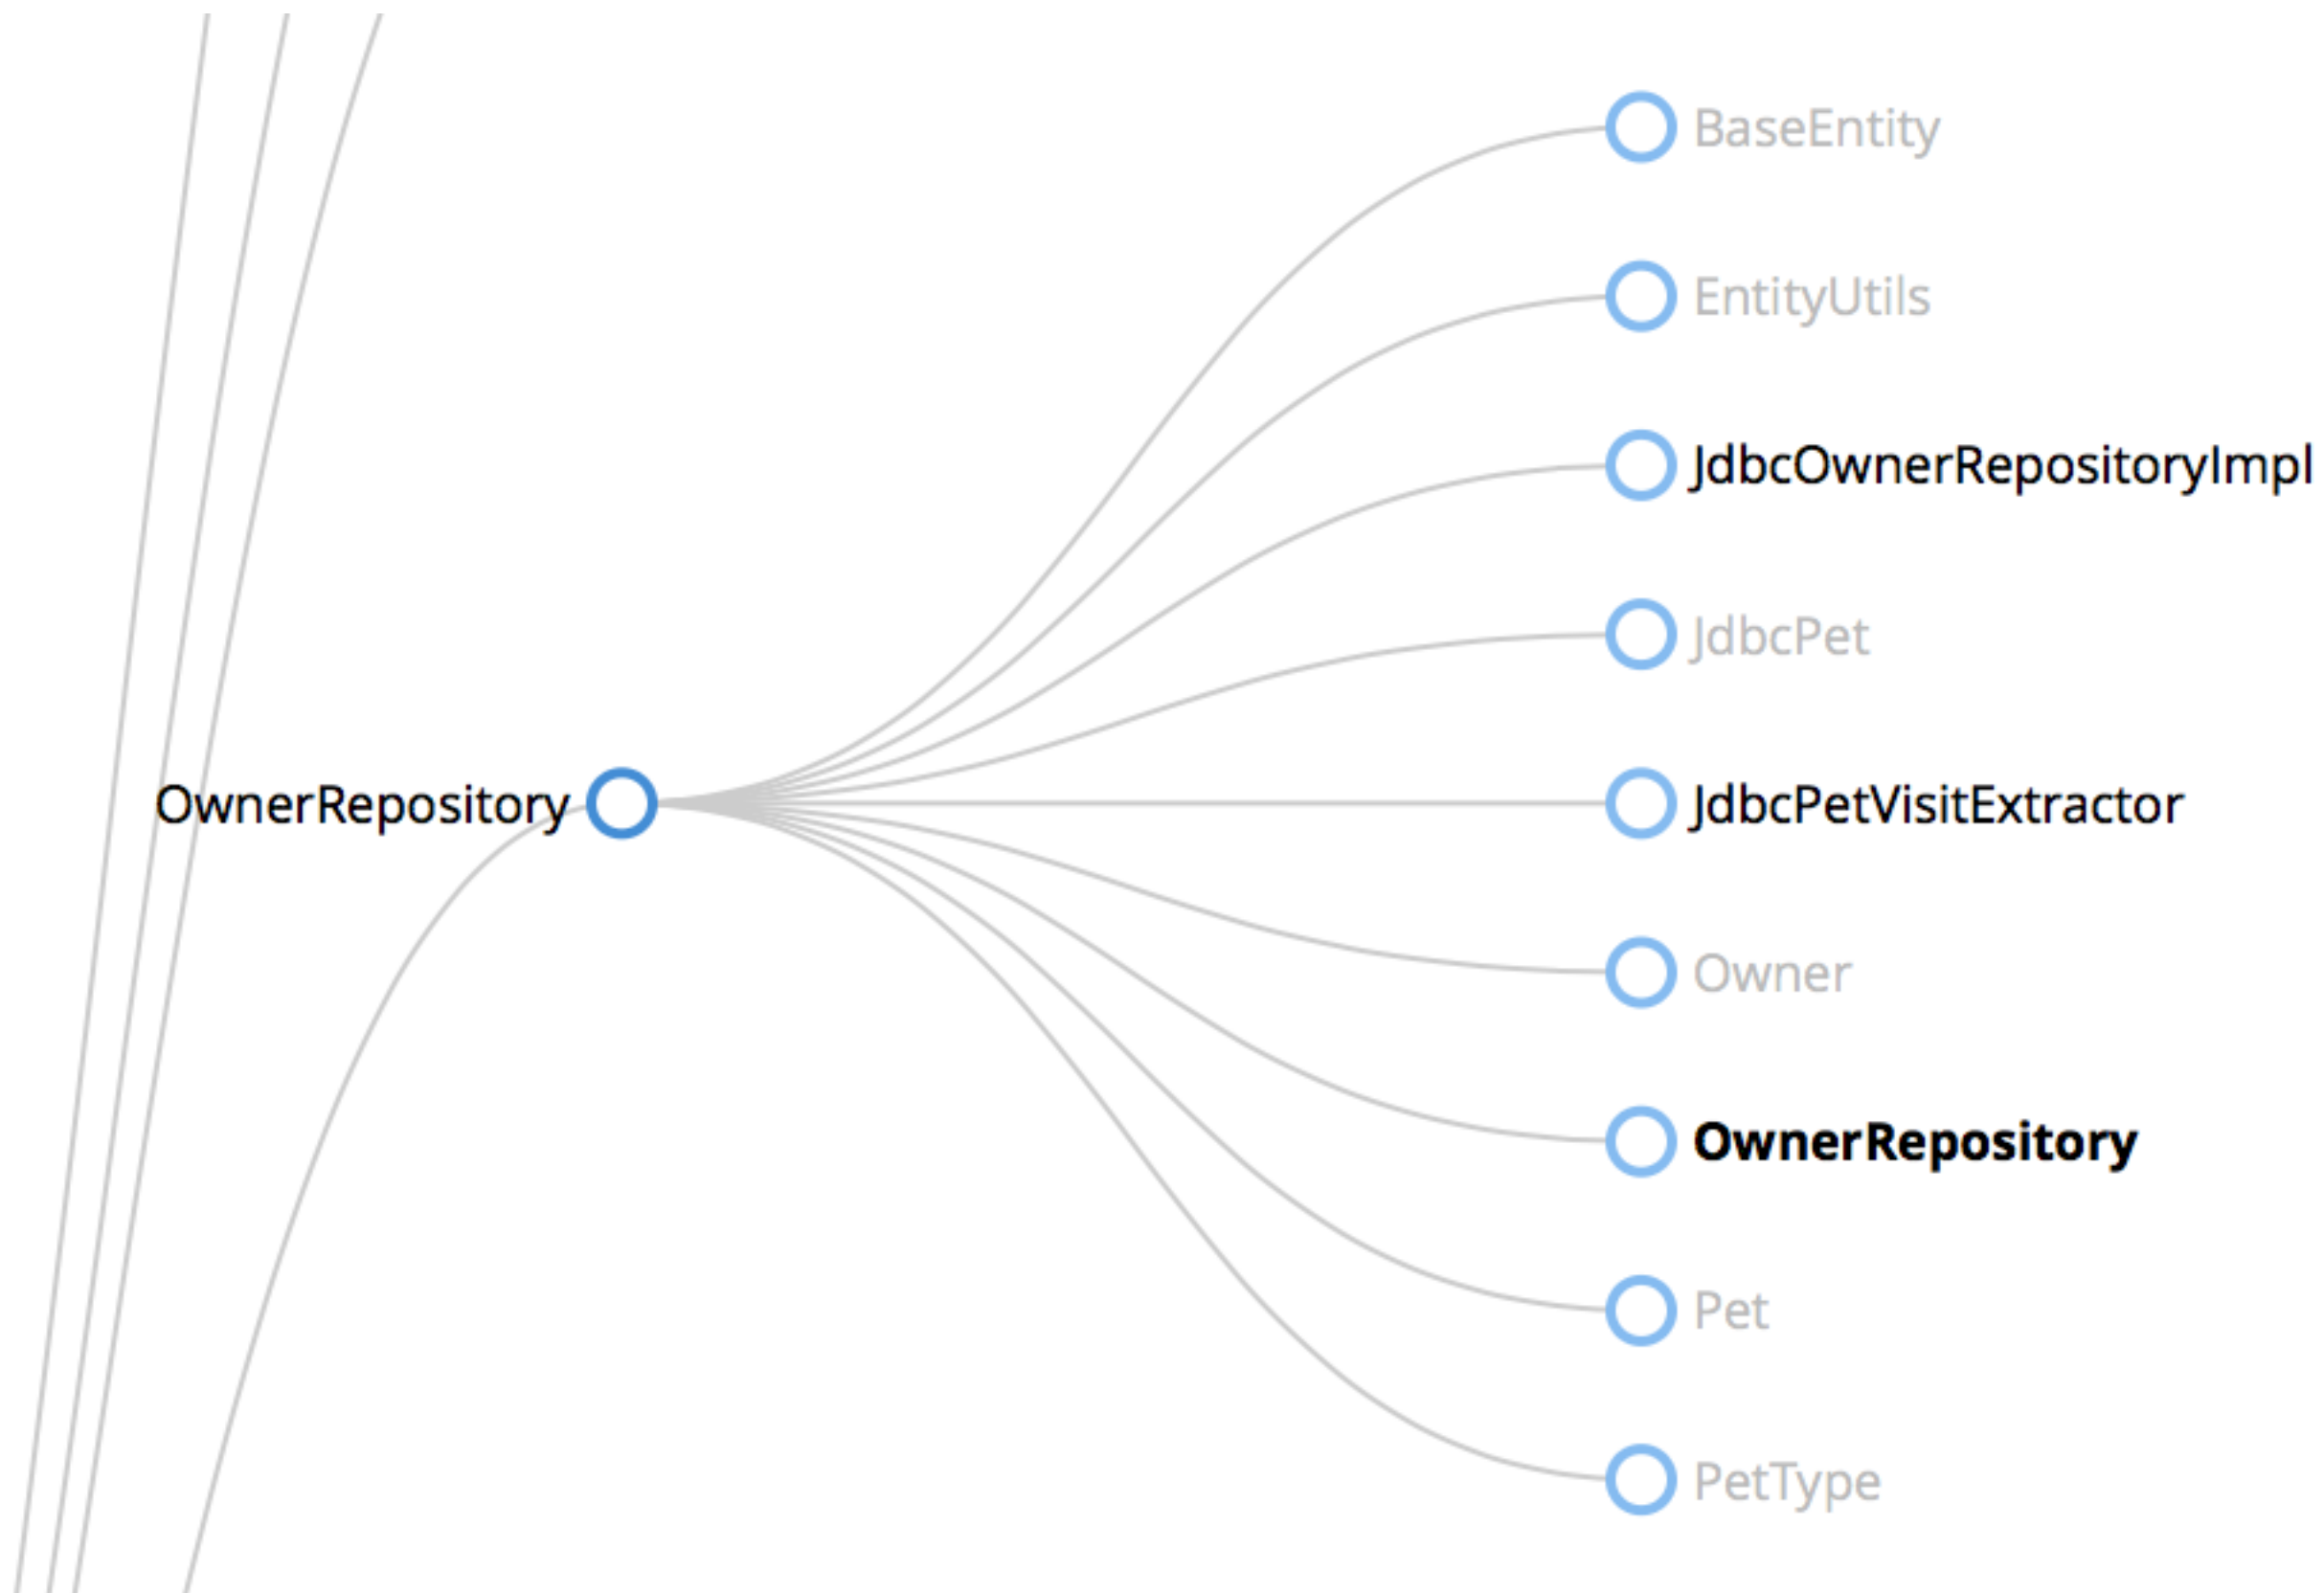 BaseEntity
EntityUtils
JdbcOwnerRepositoryImpl
JdbcPet
OwnerRepository
JdbcPetVisitExtractor
Owner
OwnerRepository
Pet
PetType